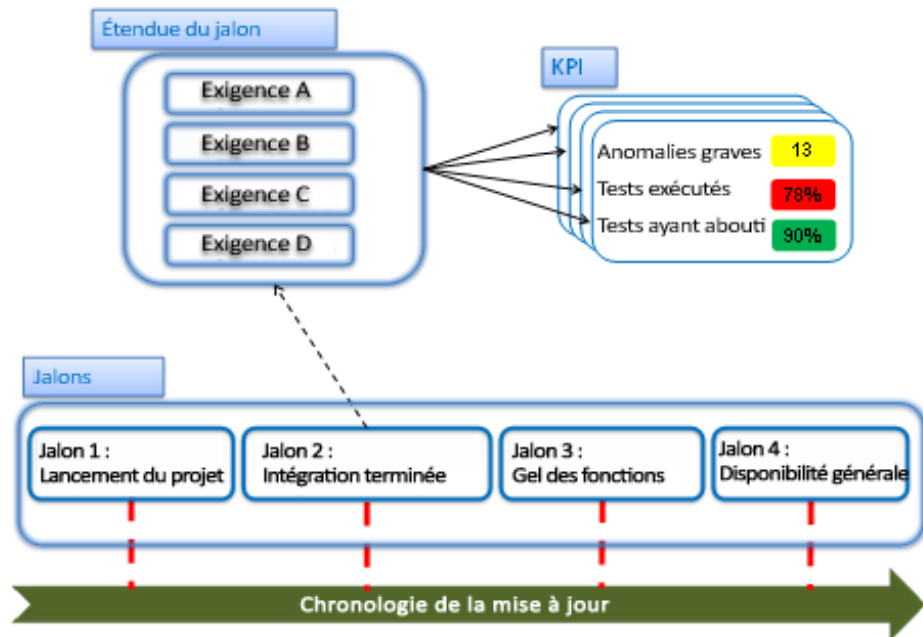 Étendue du jalon
Exigence A
Exigence B
Exigence C
Exigence D
KPI
Anomalies graves 13
Tests exécutés 78%
Tests ayant abouti 90%
Jalons
Jalon 1 :
Lancement du projet
Jalon 2 :
Intégration terminée
Jalon 3 :
Gel des fonctions
Jalon 4 :
Disponibilité générale
Chronologie de la mise à jour